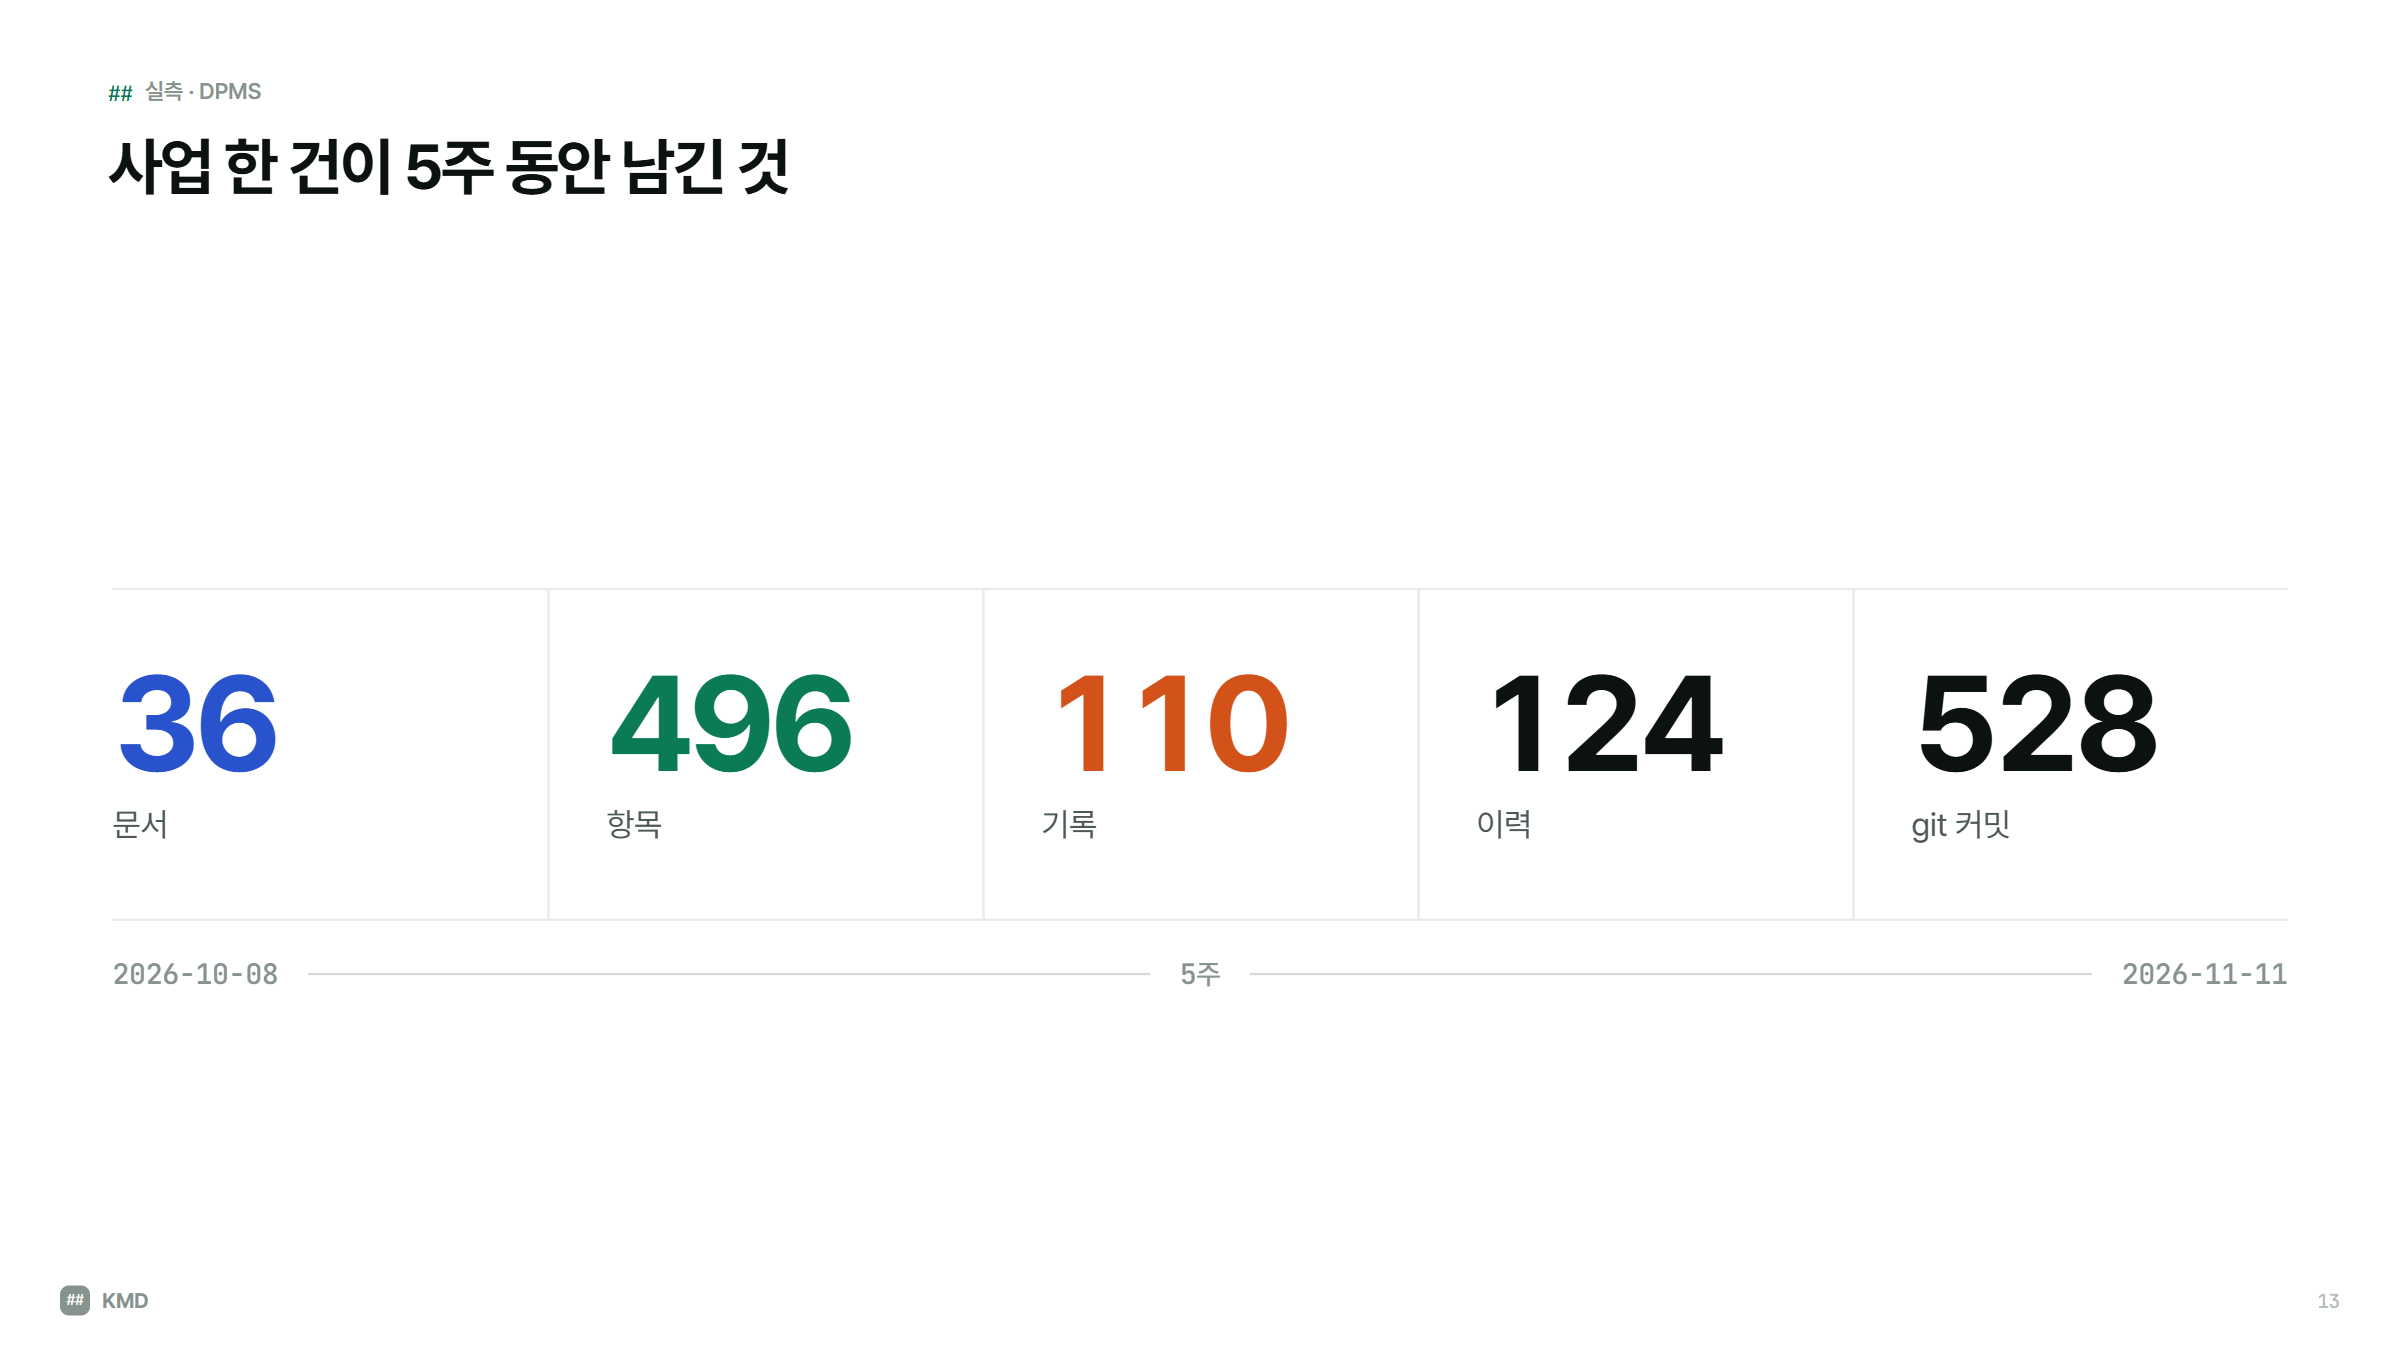 ## 실측 · DPMS
사업 한 건이 5주 동안 남긴 것
36
문서
496
항목
110
기록
124
이력
528
git 커밋
2026-10-08
5주
2026-11-11
## KMD
13